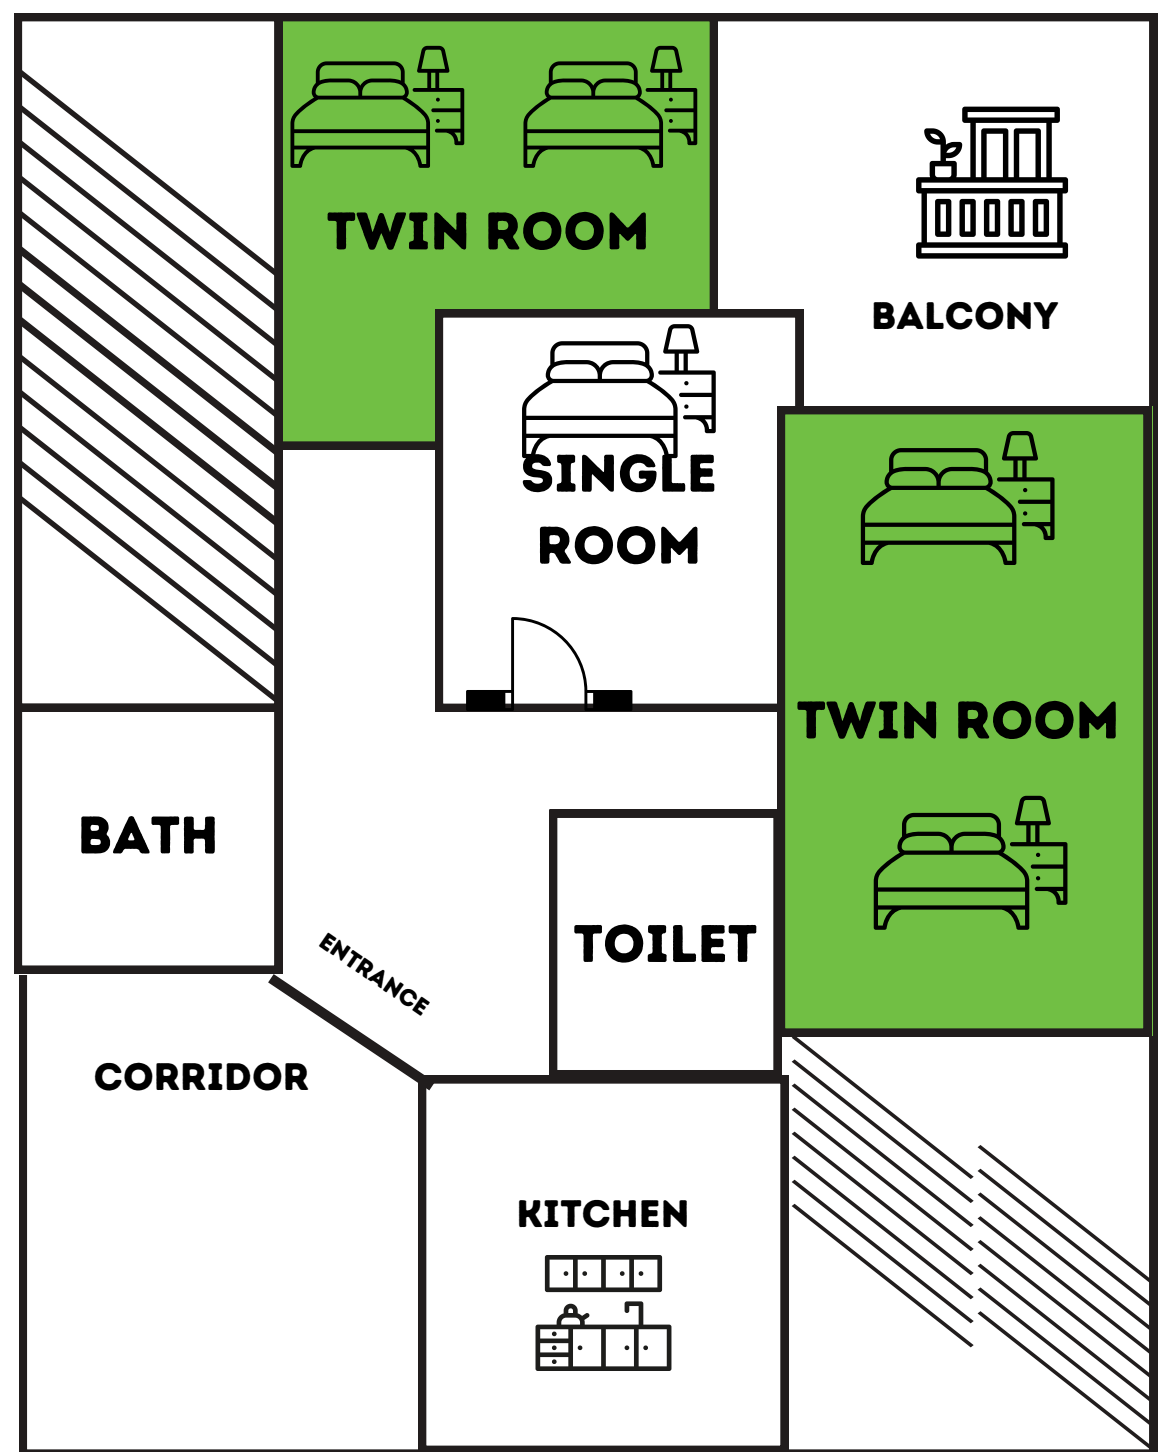 TWIN ROOM
BALCONY
SINGLE
ROOM
TWIN ROOM
BATH
TOILET
ENTRANCE
CORRIDOR
KITCHEN